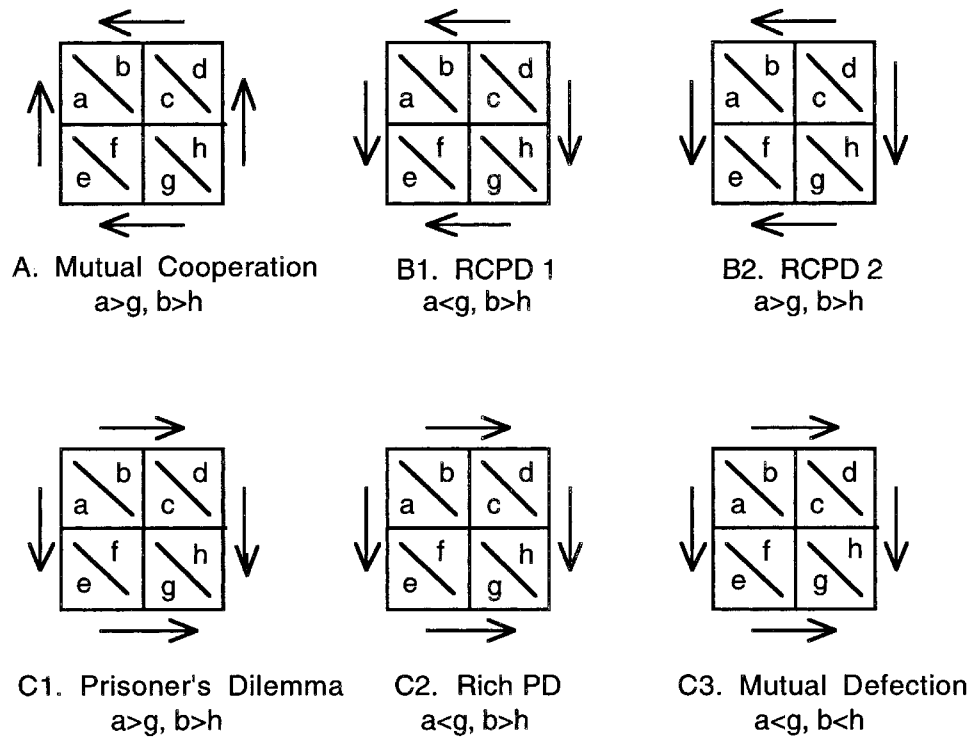 b d b d b d
a c a c a c
f h f h f h
e g e g e g
A. Mutual Cooperation B1. RCPD 1 B2. RCPD 2
a>g, b>h a<g, b>h a>g, b>h
b d b d b d
a c a c a c
f h f h f h
e g e g e g
C1. Prisoner's Dilemma C2. Rich PD C3. Mutual Defection
a>g, b>h a<g, b>h a<g, b<h